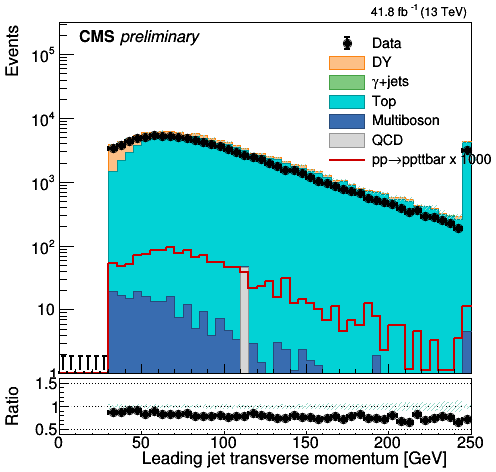 41.8 fb⁻¹ (13 TeV)
CMS preliminary
Events
Data
DY
γ+jets
Top
Multiboson
QCD
pp→ppttbar x 1000
10⁵
10⁴
10³
10²
10
1
Ratio
1.5
1
0.5
0 50 100 150 200 250
Leading jet transverse momentum [GeV]